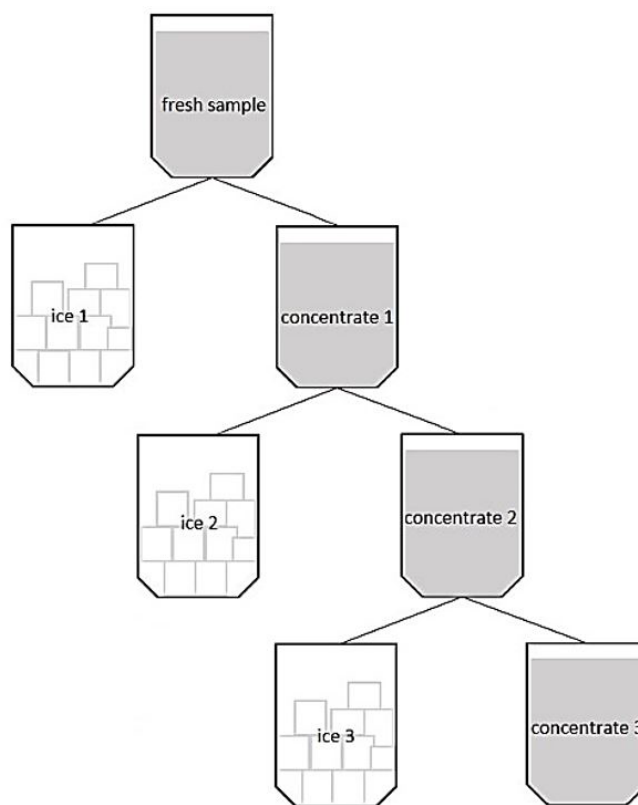 fresh sample
ice 1
concentrate 1
ice 2
concentrate 2
ice 3
concentrate 3